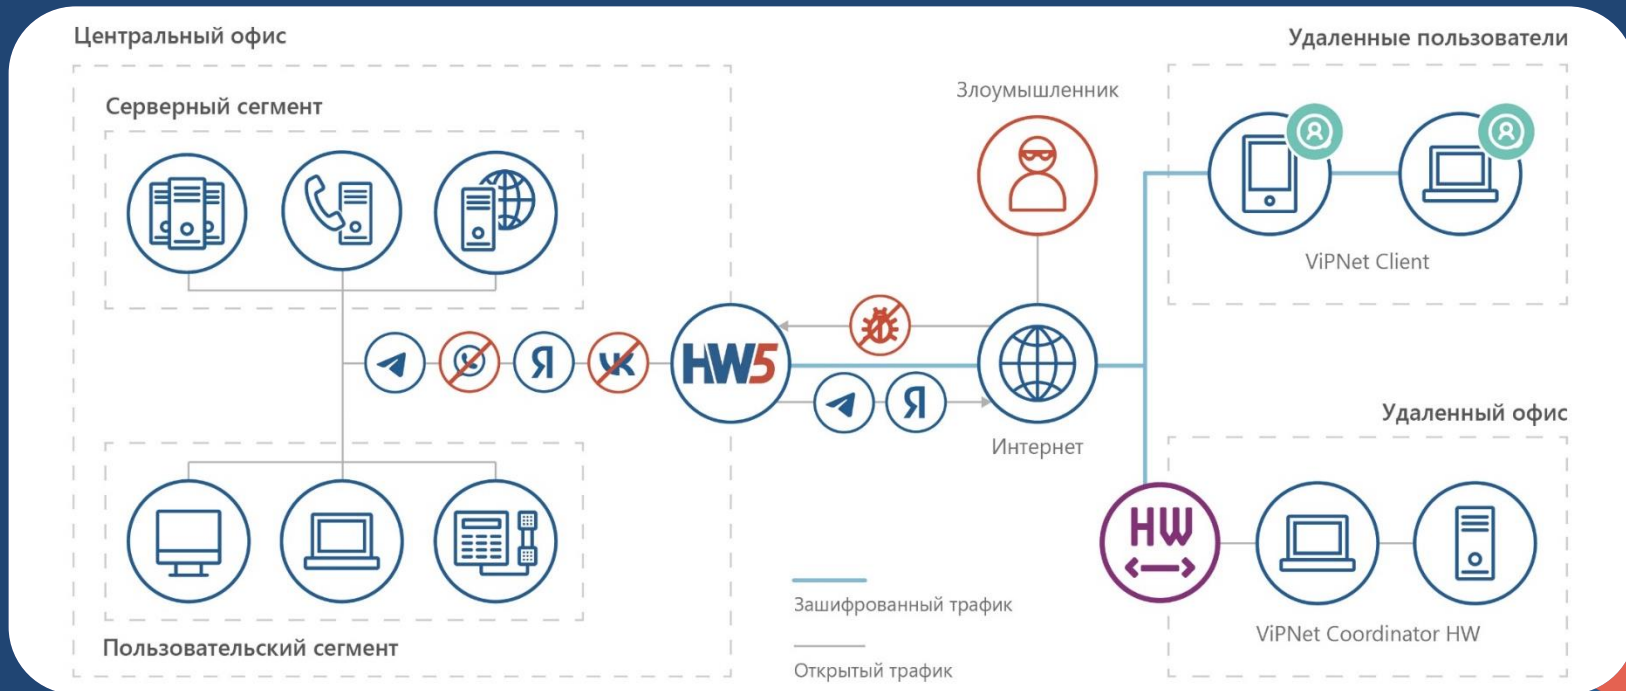 Центральный офис
Удаленные пользователи
Серверный сегмент
Злоумышленник
ViPNet Client
Я
VK
HW5
Я
Интернет
Удаленный офис
HW
Зашифрованный трафик
ViPNet Coordinator HW
Пользовательский сегмент
Открытый трафик